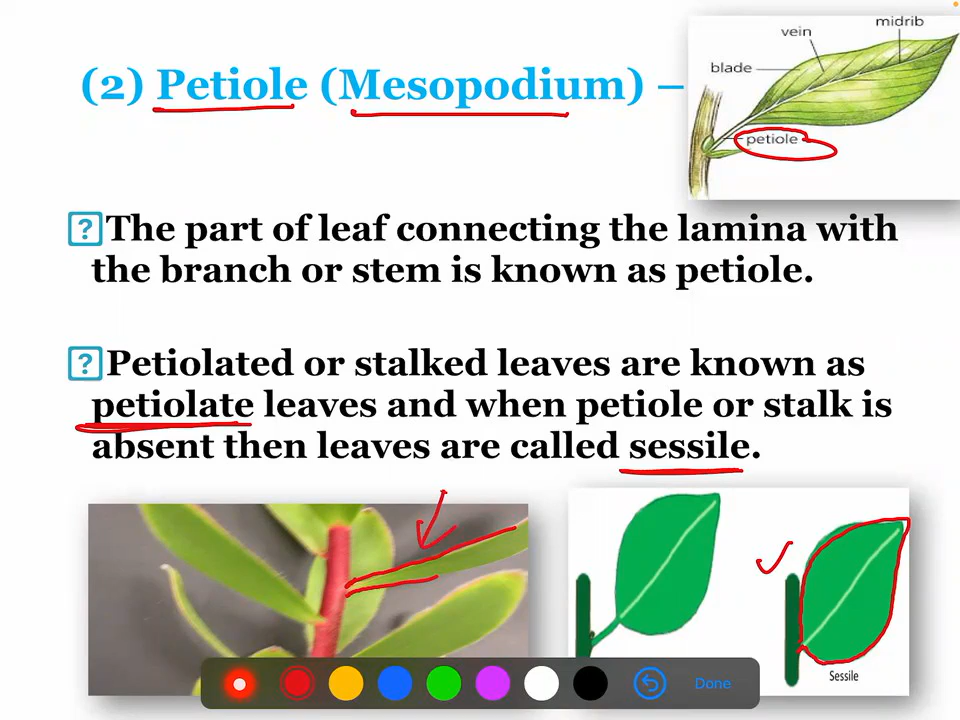 (2) Petiole (Mesopodium) –
vein
midrib
blade
petiole
The part of leaf connecting the lamina with
the branch or stem is known as petiole.
Petiolated or stalked leaves are known as
petiolate leaves and when petiole or stalk is
absent then leaves are called sessile.
Sessile
Done